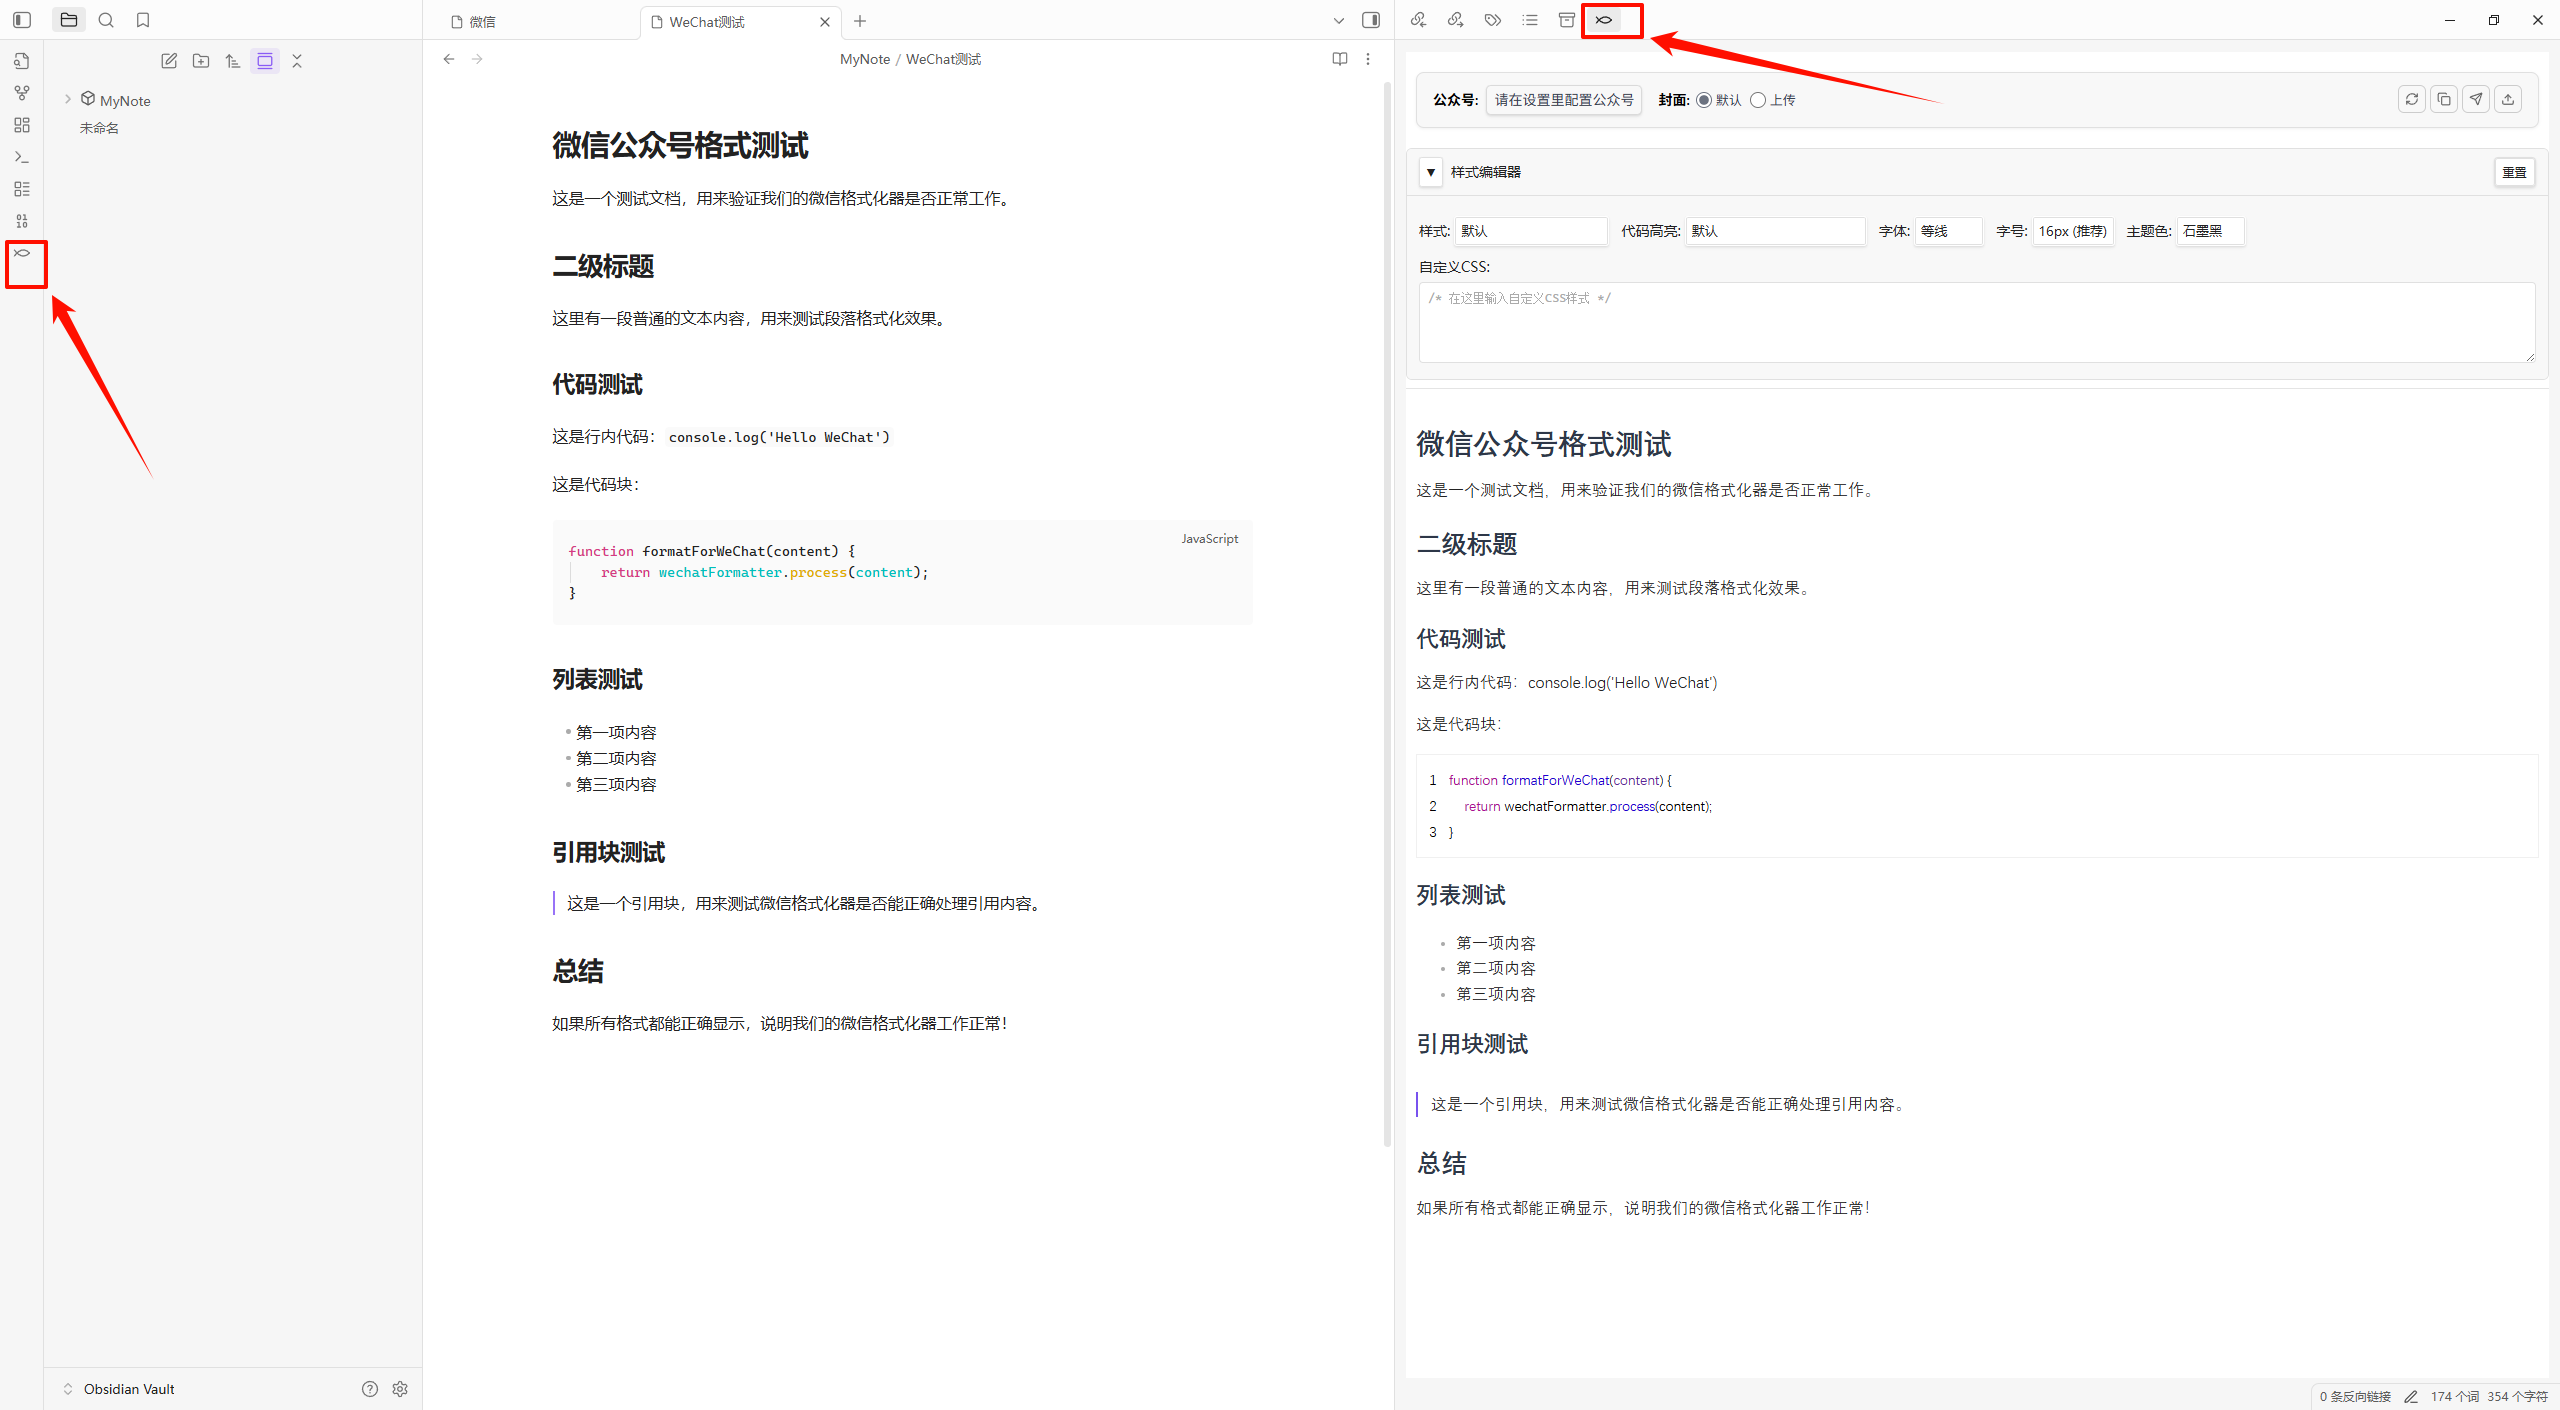 微信
WeChat测试
MyNote / WeChat测试
MyNote
未命名
微信公众号格式测试
这是一个测试文档，用来验证我们的微信格式化器是否正常工作。
二级标题
这里有一段普通的文本内容，用来测试段落格式化效果。
代码测试
这是行内代码： console.log('Hello WeChat')
这是代码块：
JavaScript
function formatForWeChat(content) {
    return wechatFormatter.process(content);
}
列表测试
第一项内容
第二项内容
第三项内容
引用块测试
这是一个引用块，用来测试微信格式化器是否能正确处理引用内容。
总结
如果所有格式都能正确显示，说明我们的微信格式化器工作正常！
Obsidian Vault
公众号: 请在设置里配置公众号 封面: 默认 上传
▼ 样式编辑器 重置
样式: 默认 代码高亮: 默认 字体: 等线 字号: 16px (推荐) 主题色: 石墨黑
自定义CSS:
/* 在这里输入自定义CSS样式 */
微信公众号格式测试
这是一个测试文档，用来验证我们的微信格式化器是否正常工作。
二级标题
这里有一段普通的文本内容，用来测试段落格式化效果。
代码测试
这是行内代码：console.log('Hello WeChat')
这是代码块：
1 function formatForWeChat(content) {
2     return wechatFormatter.process(content);
3 }
列表测试
第一项内容
第二项内容
第三项内容
引用块测试
这是一个引用块，用来测试微信格式化器是否能正确处理引用内容。
总结
如果所有格式都能正确显示，说明我们的微信格式化器工作正常！
0 条反向链接 174 个词 354 个字符